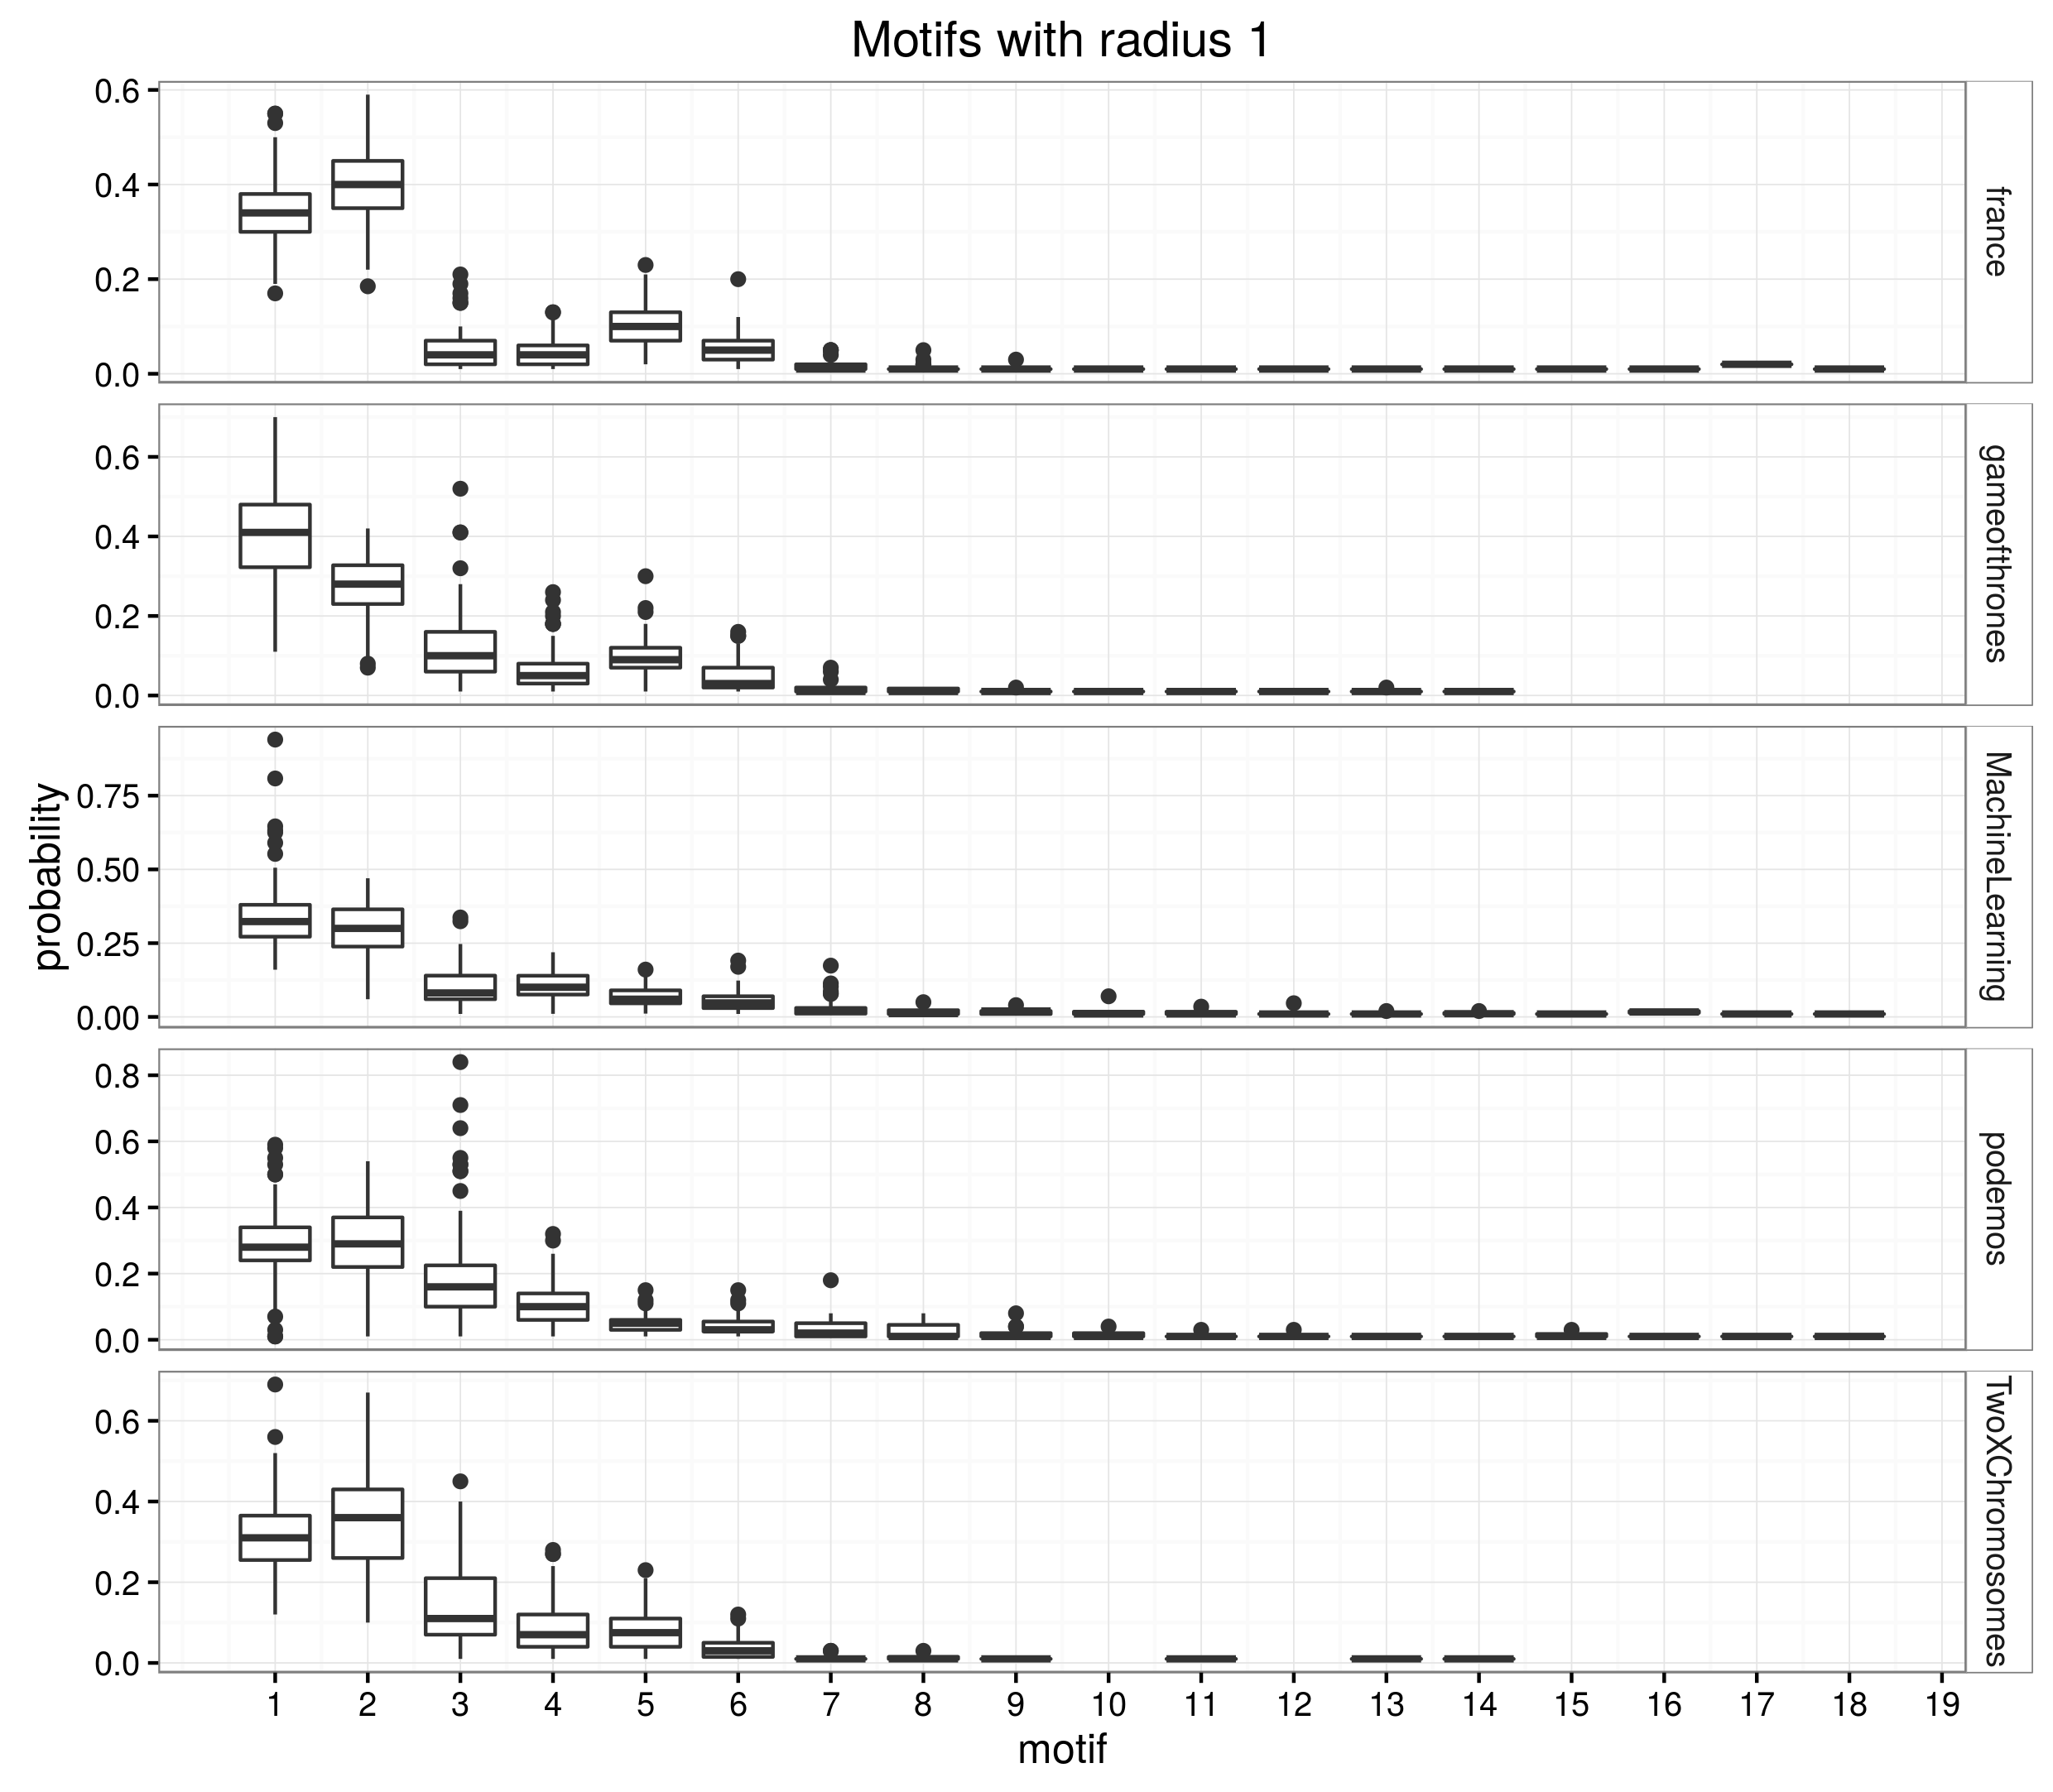 Motifs with radius 1
probability
0.6
0.4
0.2
0.0
france
0.6
0.4
0.2
0.0
gameofthrones
0.75
0.50
0.25
0.00
MachineLearning
0.8
0.6
0.4
0.2
0.0
podemos
0.6
0.4
0.2
0.0
TwoXChromosomes
1 2 3 4 5 6 7 8 9 10 11 12 13 14 15 16 17 18 19
motif